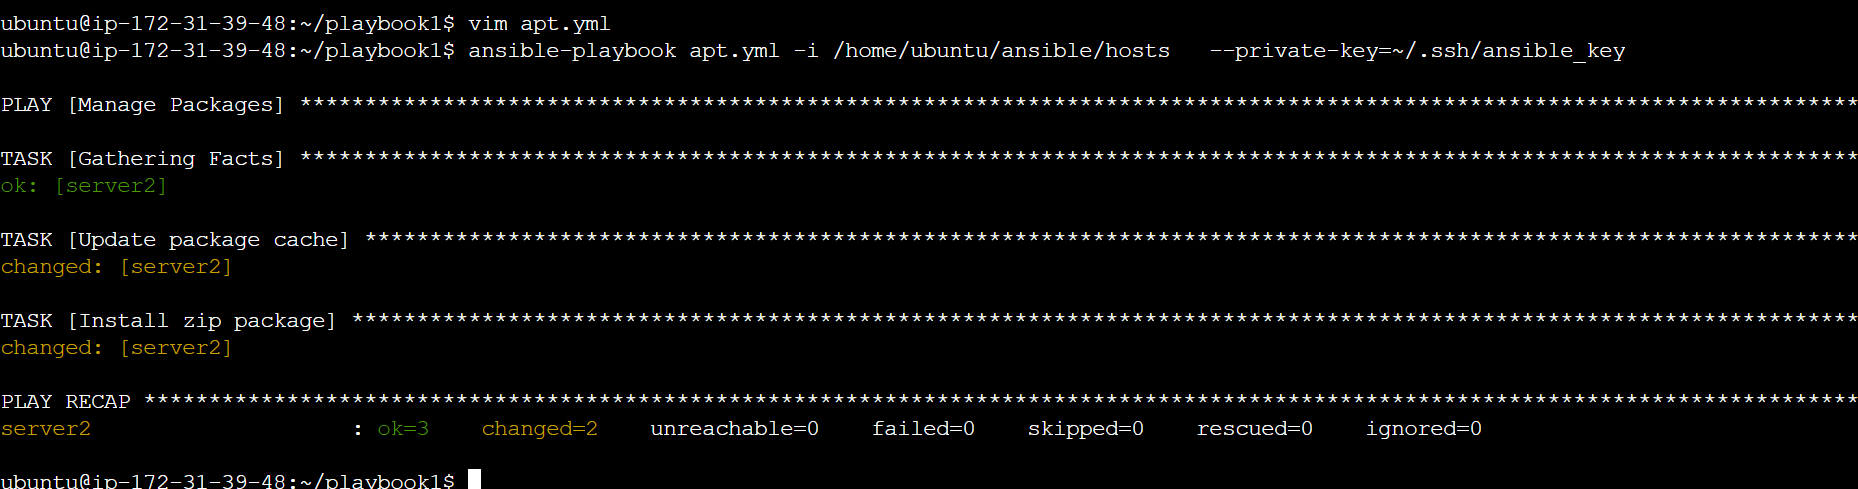 ubuntu@ip-172-31-39-48:~/playbook1$ vim apt.yml
ubuntu@ip-172-31-39-48:~/playbook1$ ansible-playbook apt.yml -i /home/ubuntu/ansible/hosts   --private-key=~/.ssh/ansible_key
PLAY [Manage Packages] ************************************************************************************************************************
TASK [Gathering Facts] ************************************************************************************************************************
ok: [server2]
TASK [Update package cache] *******************************************************************************************************************
changed: [server2]
TASK [Install zip package] ********************************************************************************************************************
changed: [server2]
PLAY RECAP ************************************************************************************************************************************
server2                    : ok=3    changed=2    unreachable=0    failed=0    skipped=0    rescued=0    ignored=0
ubuntu@ip-172-31-39-48:~/playbook1$